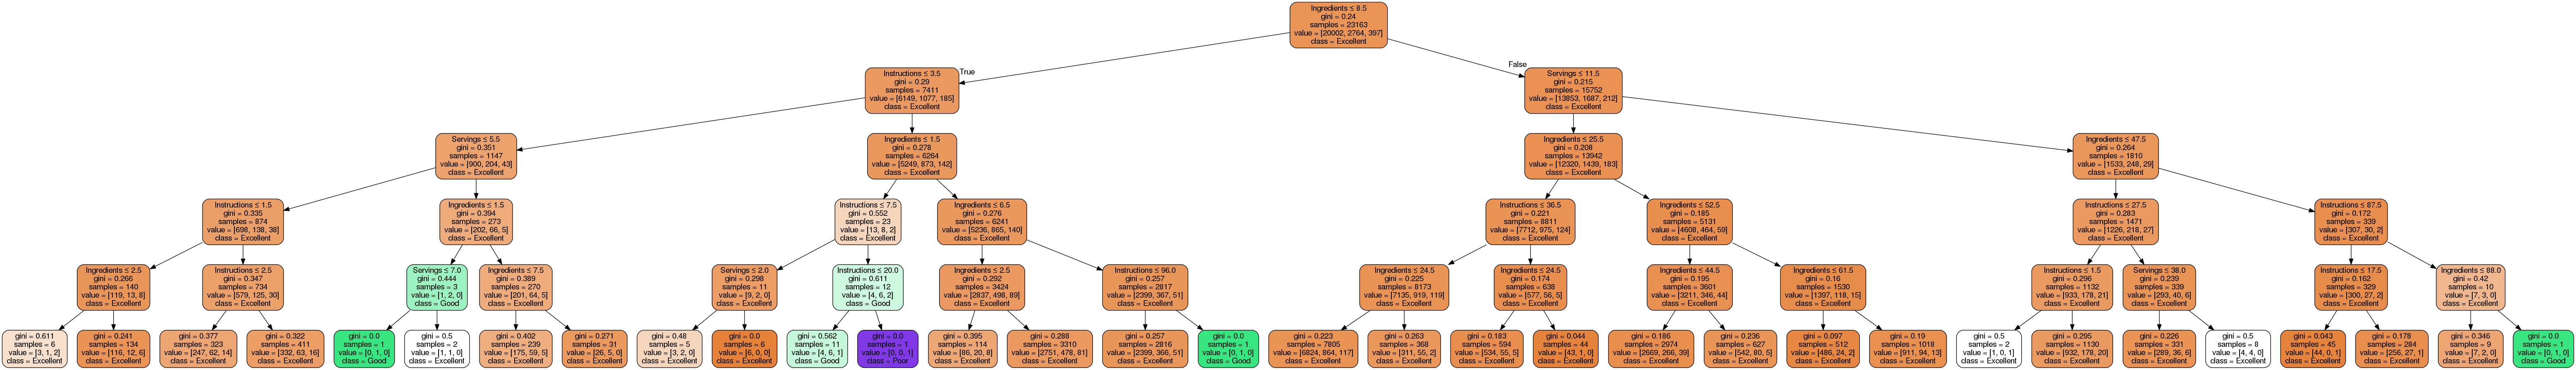 Ingredients ≤ 8.5
gini = 0.24
samples = 23163
value = [20002, 2764, 397]
class = Excellent
True
False
Instructions ≤ 3.5
gini = 0.29
samples = 7411
value = [6149, 1077, 185]
class = Excellent
Servings ≤ 11.5
gini = 0.215
samples = 15752
value = [13853, 1687, 212]
class = Excellent
Servings ≤ 5.5
gini = 0.351
samples = 1147
value = [900, 204, 43]
class = Excellent
Ingredients ≤ 1.5
gini = 0.278
samples = 6264
value = [5249, 873, 142]
class = Excellent
Ingredients ≤ 25.5
gini = 0.208
samples = 13942
value = [12320, 1439, 183]
class = Excellent
Ingredients ≤ 47.5
gini = 0.264
samples = 1810
value = [1533, 248, 29]
class = Excellent
Instructions ≤ 1.5
gini = 0.335
samples = 874
value = [698, 138, 38]
class = Excellent
Ingredients ≤ 1.5
gini = 0.394
samples = 273
value = [202, 66, 5]
class = Excellent
Instructions ≤ 7.5
gini = 0.552
samples = 23
value = [13, 8, 2]
class = Excellent
Ingredients ≤ 6.5
gini = 0.276
samples = 6241
value = [5236, 865, 140]
class = Excellent
Instructions ≤ 36.5
gini = 0.221
samples = 8811
value = [7712, 975, 124]
class = Excellent
Ingredients ≤ 52.5
gini = 0.185
samples = 5131
value = [4608, 464, 59]
class = Excellent
Instructions ≤ 27.5
gini = 0.283
samples = 1471
value = [1226, 218, 27]
class = Excellent
Instructions ≤ 87.5
gini = 0.172
samples = 339
value = [307, 30, 2]
class = Excellent
Ingredients ≤ 2.5
gini = 0.266
samples = 140
value = [119, 13, 8]
class = Excellent
Instructions ≤ 2.5
gini = 0.347
samples = 734
value = [579, 125, 30]
class = Excellent
Servings ≤ 7.0
gini = 0.444
samples = 3
value = [1, 2, 0]
class = Good
Ingredients ≤ 7.5
gini = 0.389
samples = 270
value = [201, 64, 5]
class = Excellent
Servings ≤ 2.0
gini = 0.298
samples = 11
value = [9, 2, 0]
class = Excellent
Instructions ≤ 20.0
gini = 0.611
samples = 12
value = [4, 6, 2]
class = Good
Ingredients ≤ 2.5
gini = 0.292
samples = 3424
value = [2837, 498, 89]
class = Excellent
Instructions ≤ 96.0
gini = 0.257
samples = 2817
value = [2399, 367, 51]
class = Excellent
Ingredients ≤ 24.5
gini = 0.225
samples = 8173
value = [7135, 919, 119]
class = Excellent
Ingredients ≤ 24.5
gini = 0.174
samples = 638
value = [577, 56, 5]
class = Excellent
Ingredients ≤ 44.5
gini = 0.195
samples = 3601
value = [3211, 346, 44]
class = Excellent
Ingredients ≤ 61.5
gini = 0.16
samples = 1530
value = [1397, 118, 15]
class = Excellent
Instructions ≤ 1.5
gini = 0.296
samples = 1132
value = [933, 178, 21]
class = Excellent
Servings ≤ 38.0
gini = 0.239
samples = 339
value = [293, 40, 6]
class = Excellent
Instructions ≤ 17.5
gini = 0.162
samples = 329
value = [300, 27, 2]
class = Excellent
Ingredients ≤ 88.0
gini = 0.42
samples = 10
value = [7, 3, 0]
class = Excellent
gini = 0.611
samples = 6
value = [3, 1, 2]
class = Excellent
gini = 0.241
samples = 134
value = [116, 12, 6]
class = Excellent
gini = 0.377
samples = 323
value = [247, 62, 14]
class = Excellent
gini = 0.322
samples = 411
value = [332, 63, 16]
class = Excellent
gini = 0.0
samples = 1
value = [0, 1, 0]
class = Good
gini = 0.5
samples = 2
value = [1, 1, 0]
class = Excellent
gini = 0.402
samples = 239
value = [175, 59, 5]
class = Excellent
gini = 0.271
samples = 31
value = [26, 5, 0]
class = Excellent
gini = 0.48
samples = 5
value = [3, 2, 0]
class = Excellent
gini = 0.0
samples = 6
value = [6, 0, 0]
class = Excellent
gini = 0.562
samples = 11
value = [4, 6, 1]
class = Good
gini = 0.0
samples = 1
value = [0, 0, 1]
class = Poor
gini = 0.395
samples = 114
value = [86, 20, 8]
class = Excellent
gini = 0.288
samples = 3310
value = [2751, 478, 81]
class = Excellent
gini = 0.257
samples = 2816
value = [2399, 366, 51]
class = Excellent
gini = 0.0
samples = 1
value = [0, 1, 0]
class = Good
gini = 0.223
samples = 7805
value = [6824, 864, 117]
class = Excellent
gini = 0.263
samples = 368
value = [311, 55, 2]
class = Excellent
gini = 0.183
samples = 594
value = [534, 55, 5]
class = Excellent
gini = 0.044
samples = 44
value = [43, 1, 0]
class = Excellent
gini = 0.186
samples = 2974
value = [2669, 266, 39]
class = Excellent
gini = 0.236
samples = 627
value = [542, 80, 5]
class = Excellent
gini = 0.097
samples = 512
value = [486, 24, 2]
class = Excellent
gini = 0.19
samples = 1018
value = [911, 94, 13]
class = Excellent
gini = 0.5
samples = 2
value = [1, 0, 1]
class = Excellent
gini = 0.295
samples = 1130
value = [932, 178, 20]
class = Excellent
gini = 0.226
samples = 331
value = [289, 36, 6]
class = Excellent
gini = 0.5
samples = 8
value = [4, 4, 0]
class = Excellent
gini = 0.043
samples = 45
value = [44, 0, 1]
class = Excellent
gini = 0.178
samples = 284
value = [256, 27, 1]
class = Excellent
gini = 0.346
samples = 9
value = [7, 2, 0]
class = Excellent
gini = 0.0
samples = 1
value = [0, 1, 0]
class = Good